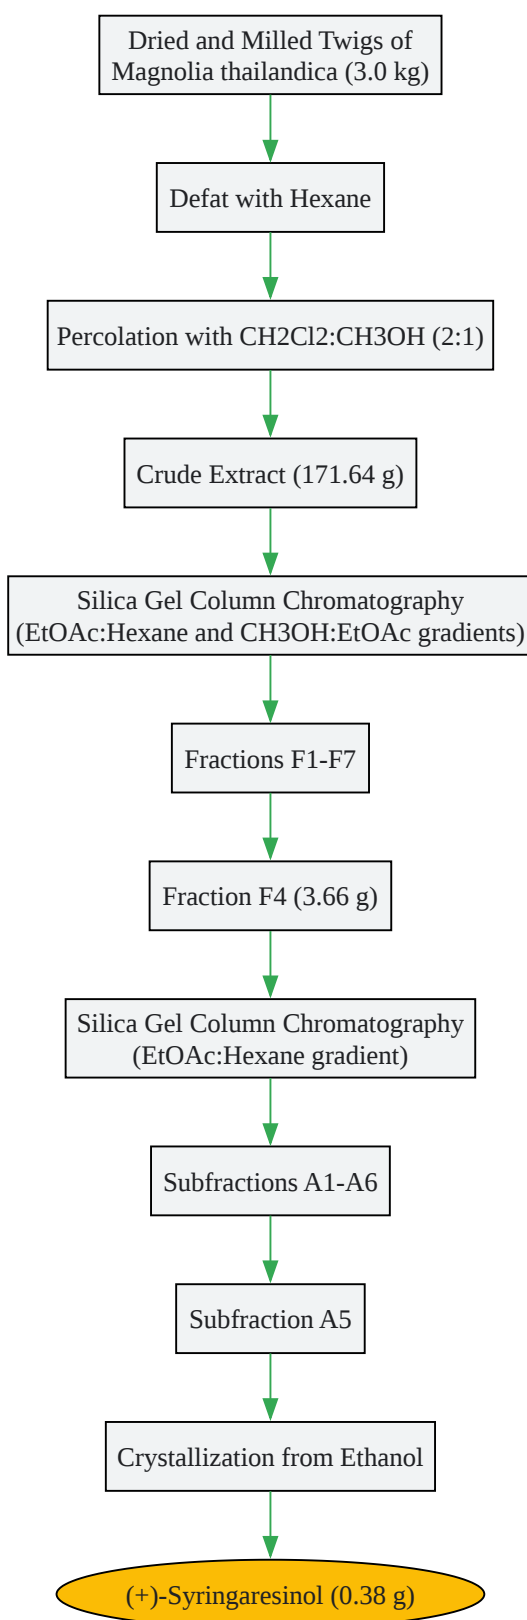 Dried and Milled Twigs of
Magnolia thailandica (3.0 kg)
Defat with Hexane
Percolation with CH2Cl2:CH3OH (2:1)
Crude Extract (171.64 g)
Silica Gel Column Chromatography
(EtOAc:Hexane and CH3OH:EtOAc gradients)
Fractions F1-F7
Fraction F4 (3.66 g)
Silica Gel Column Chromatography
(EtOAc:Hexane gradient)
Subfractions A1-A6
Subfraction A5
Crystallization from Ethanol
(+)-Syringaresinol (0.38 g)